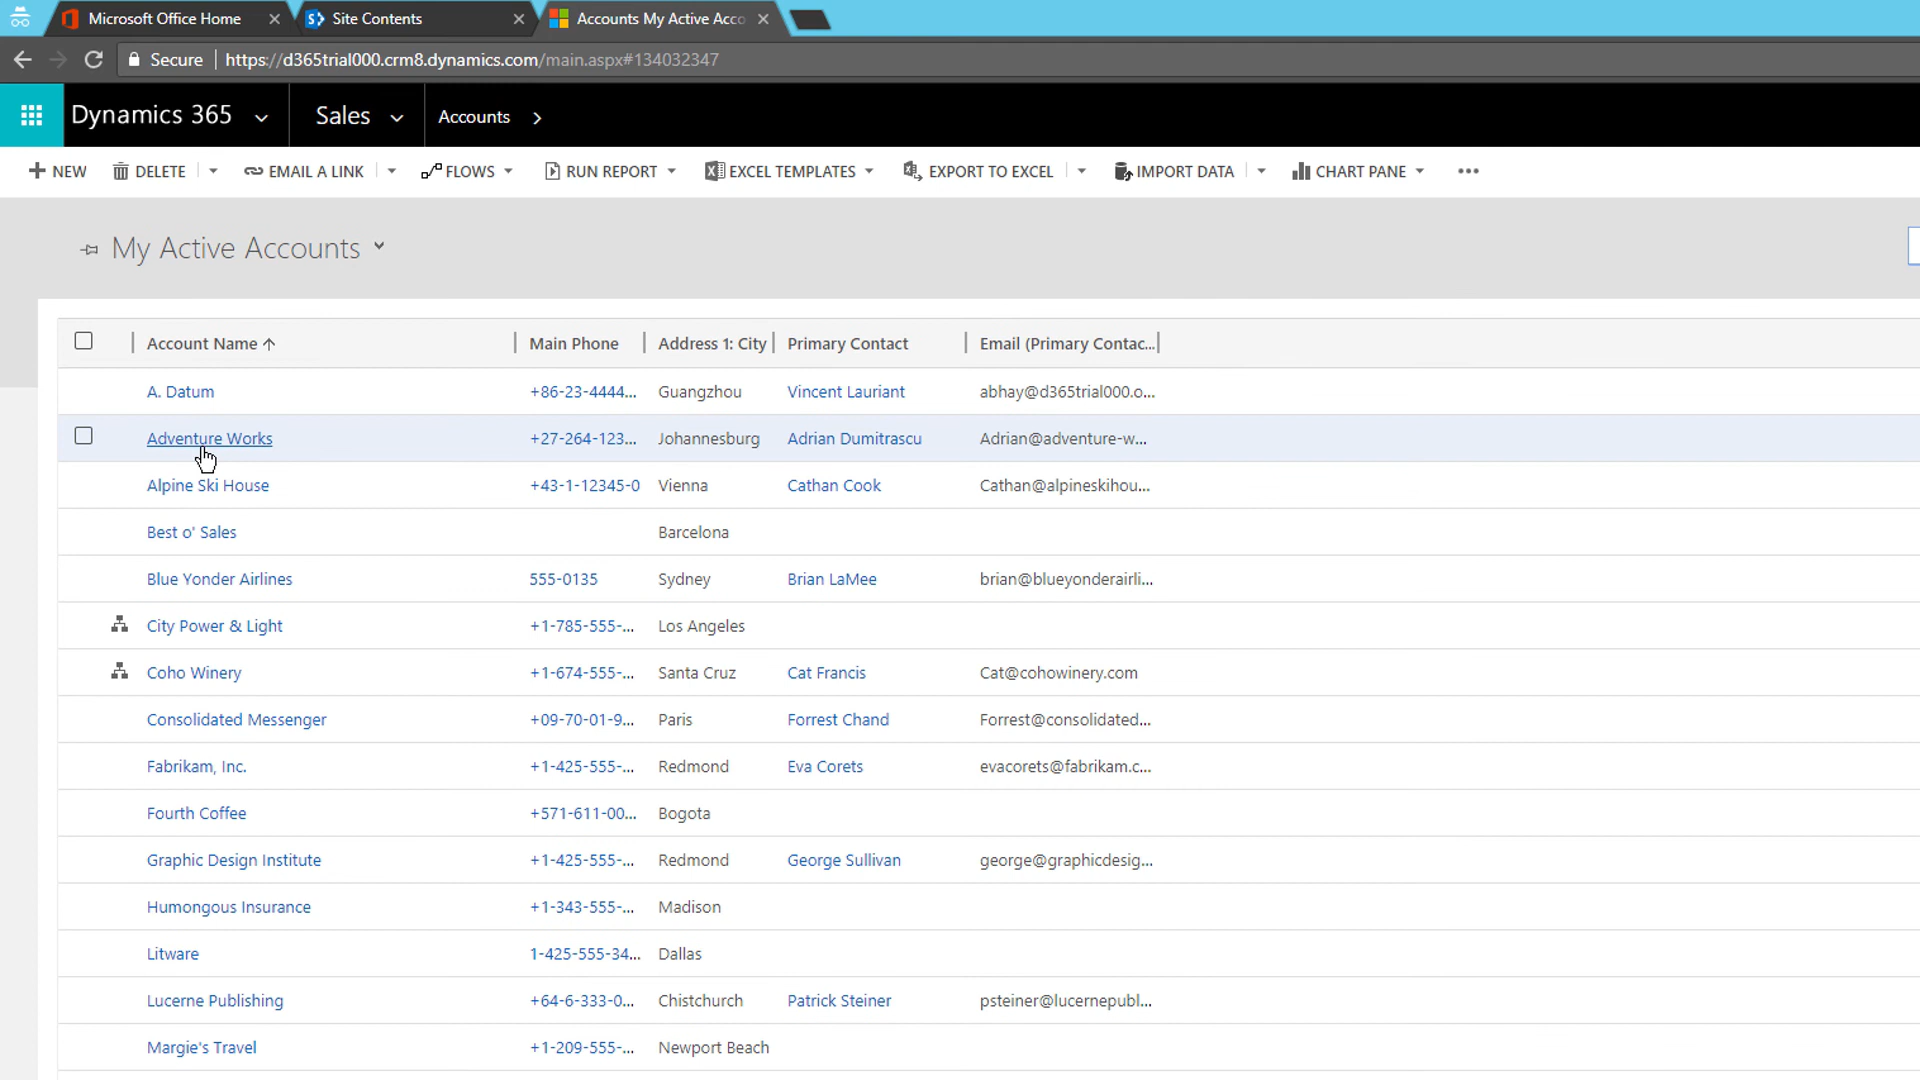 Microsoft Office Home
Site Contents
Accounts My Active Acco
Secure https://d365trial000.crm8.dynamics.com/main.aspx#134032347
Dynamics 365 Sales Accounts
NEW DELETE EMAIL A LINK FLOWS RUN REPORT EXCEL TEMPLATES EXPORT TO EXCEL IMPORT DATA CHART PANE ...
My Active Accounts
Account Name Main Phone Address 1: City Primary Contact Email (Primary Contac...
A. Datum +86-23-4444... Guangzhou Vincent Lauriant abhay@d365trial000.o...
Adventure Works +27-264-123... Johannesburg Adrian Dumitrascu Adrian@adventure-w...
Alpine Ski House +43-1-12345-0 Vienna Cathan Cook Cathan@alpineskihou...
Best o' Sales Barcelona
Blue Yonder Airlines 555-0135 Sydney Brian LaMee brian@blueyonderairli...
City Power & Light +1-785-555-... Los Angeles
Coho Winery +1-674-555-... Santa Cruz Cat Francis Cat@cohowinery.com
Consolidated Messenger +09-70-01-9... Paris Forrest Chand Forrest@consolidated...
Fabrikam, Inc. +1-425-555-... Redmond Eva Corets evacorets@fabrikam.c...
Fourth Coffee +571-611-00... Bogota
Graphic Design Institute +1-425-555-... Redmond George Sullivan george@graphicdesig...
Humongous Insurance +1-343-555-... Madison
Litware 1-425-555-34... Dallas
Lucerne Publishing +64-6-333-0... Chistchurch Patrick Steiner psteiner@lucernepubl...
Margie's Travel +1-209-555-... Newport Beach